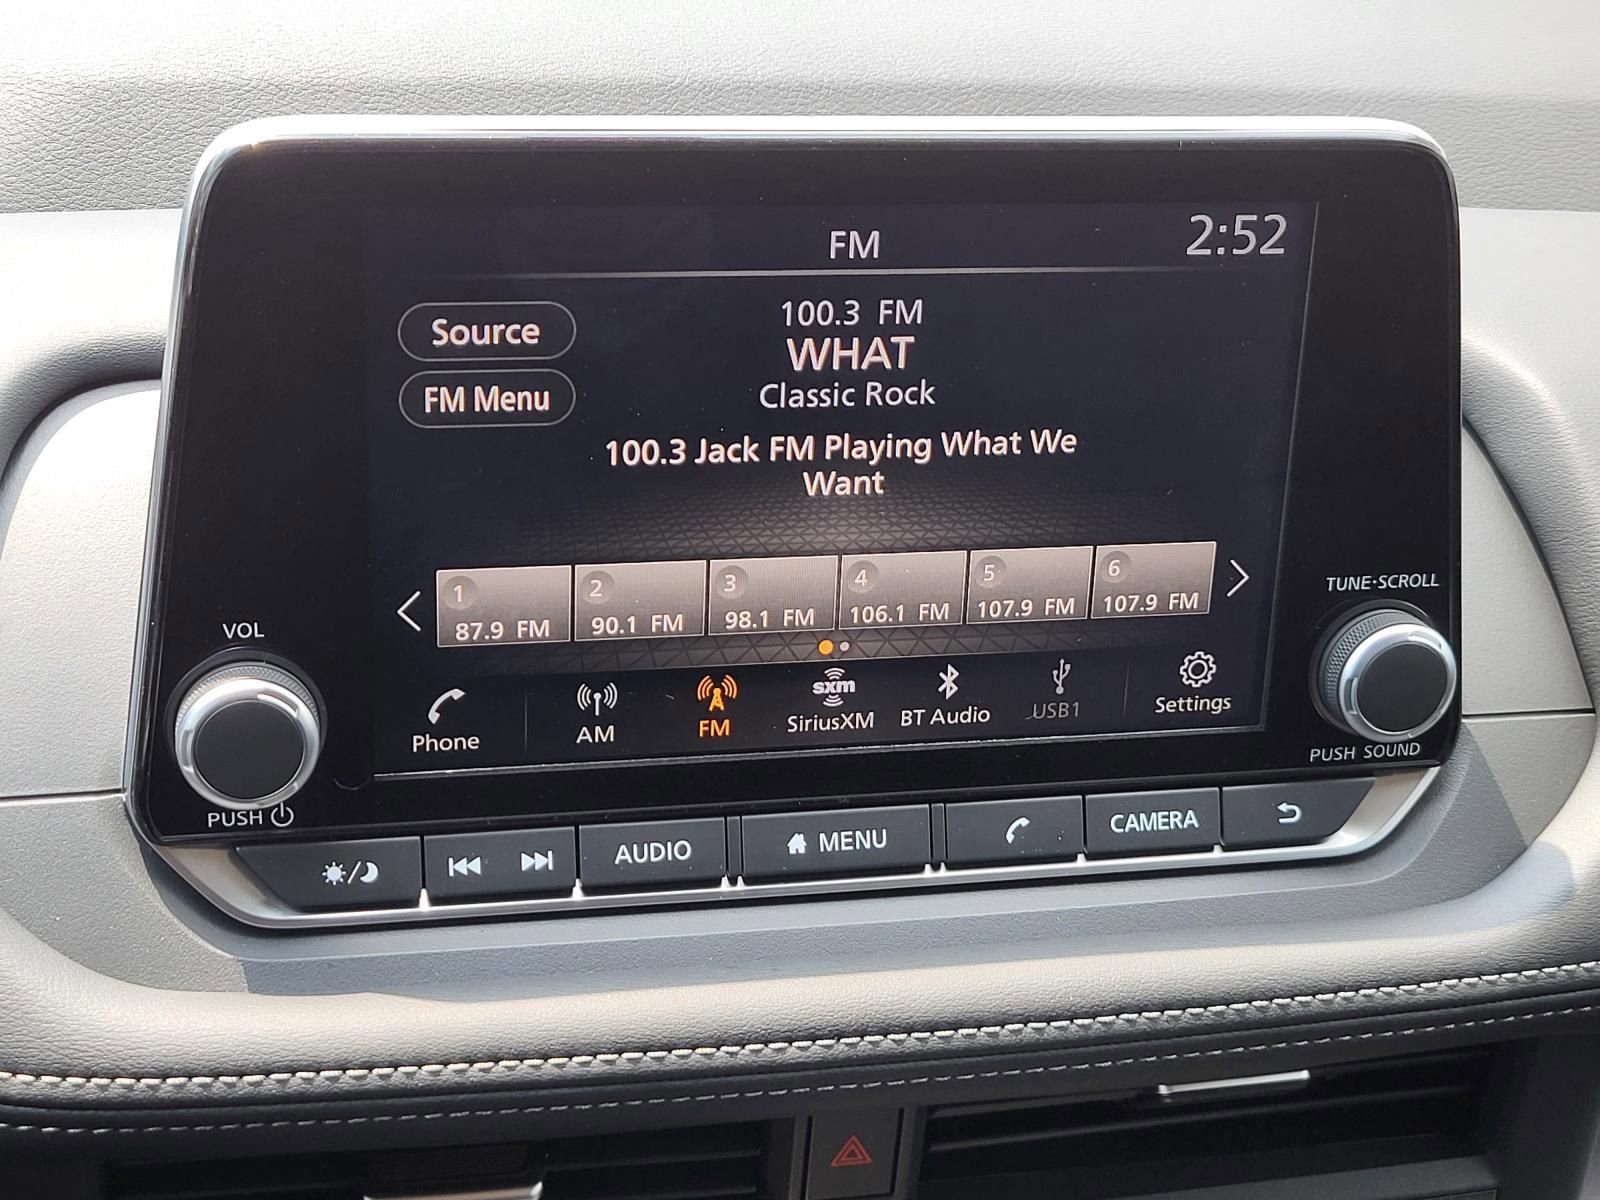 FM
2:52
Source
100.3 FM
WHAT
FM Menu
Classic Rock
100.3 Jack FM Playing What We
Want
1
87.9 FM
2
90.1 FM
3
98.1 FM
4
106.1 FM
5
107.9 FM
6
107.9 FM
VOL
TUNE·SCROLL
Phone
AM
FM
sxm
SiriusXM
BT Audio
USB1
Settings
PUSH
PUSH SOUND
AUDIO
MENU
CAMERA